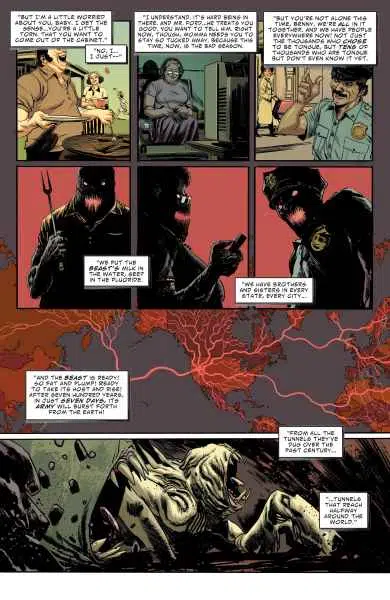 "BUT I'M A LITTLE WORRIED
ABOUT YOU, BABY. I GET THE
SENSE...YOU'RE A LITTLE
TORN. THAT YOU WANT TO
COME OUT OF THE CABINET."
"NO, I...
I JUST--"
"I UNDERSTAND. IT'S HARD BEING IN
THERE. AND MR. FORD...HE TREATS YOU
GOOD, YOU WANT TO TELL HIM. RIGHT
NOW, THOUGH, MOMMA NEEDS YOU
TO STAY SO TUCKED AWAY. BECAUSE THIS
TIME, NOW, IS THE BAD SEASON.
"BUT YOU'RE NOT ALONE THIS
TIME, BENNY. WE'RE ALL IN IT
TOGETHER. AND WE HAVE PEOPLE
EVERYWHERE NOW! NOT JUST
THE THOUSANDS WHO CHOSE
TO BE TONGUE, BUT TENS OF
THOUSANDS WHO ARE TONGUE
BUT DON'T EVEN KNOW IT YET.
"WE PUT THE
BEAST'S MILK IN
THE WATER, DEEP
IN THE FLUORIDE.
"WE HAVE BROTHERS
AND SISTERS IN EVERY
STATE, EVERY CITY...
"AND THE BEAST IS READY!
SO FAT AND PLUMP! READY
TO TAKE ITS HOST AND RISE!
AFTER SEVEN HUNDRED YEARS,
IN JUST SEVEN DAYS, ITS
ARMY WILL BURST FORTH
FROM THE EARTH!
"FROM ALL THE
TUNNELS THEY'VE
DUG OVER THE
PAST CENTURY...
"...TUNNELS
THAT REACH
HALFWAY
AROUND THE
WORLD."